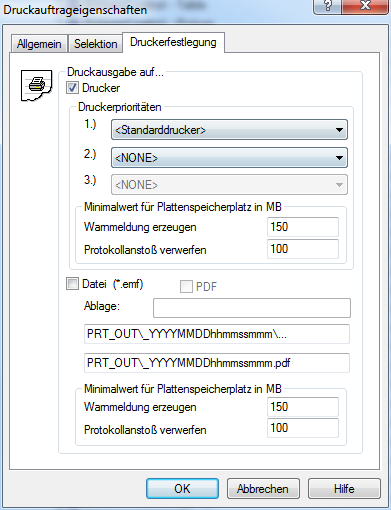 Druckauftrageigenschaften
Allgemein
Selektion
Druckerfestlegung
Druckausgabe auf...
Drucker
Druckerprioritäten
1.)
<Standarddrucker>
2.)
<NONE>
3.)
<NONE>
Minimalwert für Plattenspeicherplatz in MB
Warnmeldung erzeugen
150
Protokollanstoß verwerfen
100
Datei (*.emf)
PDF
Ablage:
PRT_OUT\_YYYYMMDDhhmmssmmm\...
PRT_OUT\_YYYYMMDDhhmmssmmm.pdf
Minimalwert für Plattenspeicherplatz in MB
Warnmeldung erzeugen
150
Protokollanstoß verwerfen
100
OK
Abbrechen
Hilfe